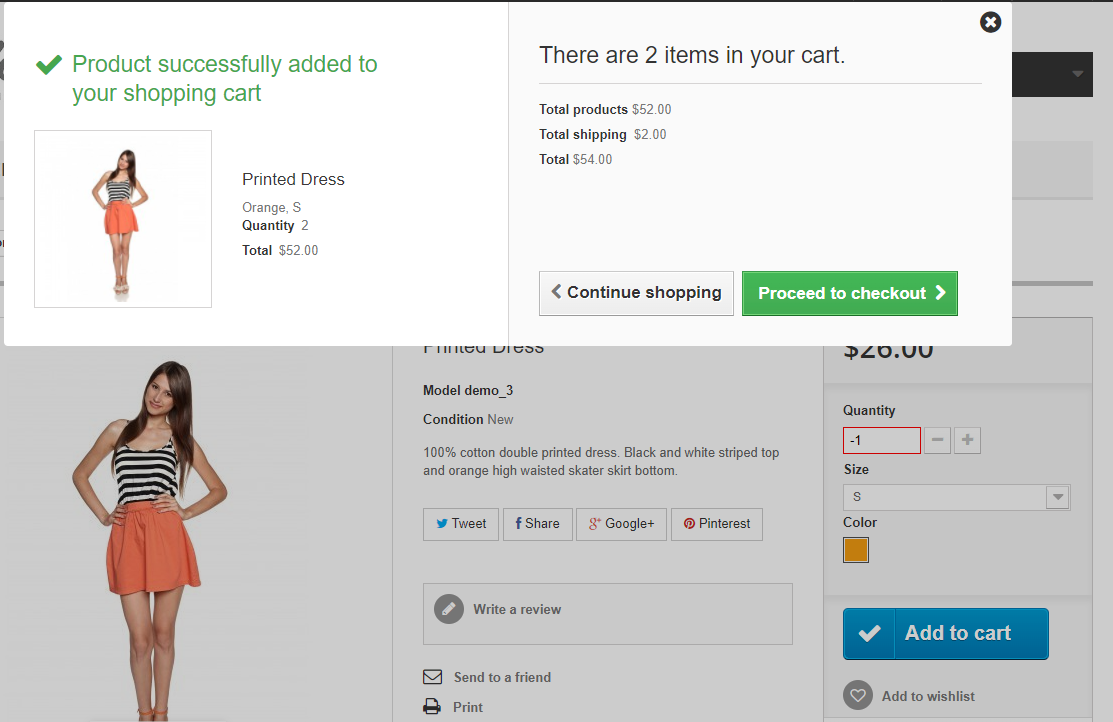 Product successfully added to
your shopping cart
Printed Dress
Orange, S
Quantity 2
Total $52.00
There are 2 items in your cart.
Total products $52.00
Total shipping $2.00
Total $54.00
Continue shopping
Proceed to checkout
Printed Dress
Model demo_3
Condition New
100% cotton double printed dress. Black and white striped top
and orange high waisted skater skirt bottom.
Tweet
Share
Google+
Pinterest
Write a review
Send to a friend
Print
$26.00
Quantity
-1
Size
S
Color
Add to cart
Add to wishlist